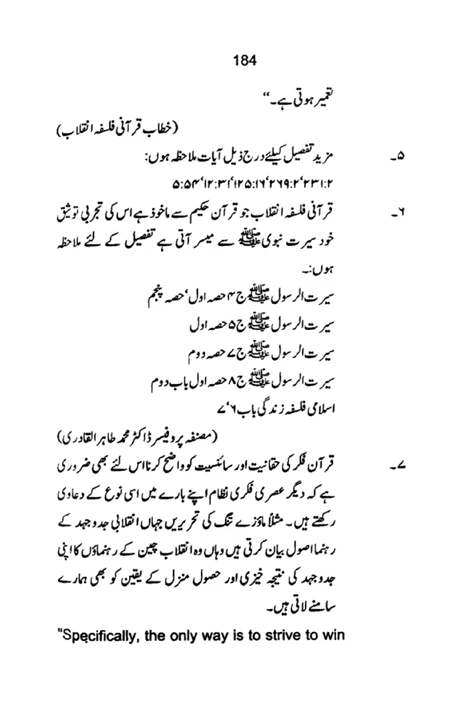 184
تعمیر ہوتی ہے۔‘‘
(خطاب قرآنی فلسفہ انقلاب)
۵۔ مزید تفصیل کیلئے درج ذیل آیات ملاحظہ ہوں:
۲:۲۳۱‘ ۲:۲۶۹‘ ۱۶:۱۲۵‘ ۳۱:۱۲‘ ۵۴:۵
۶۔ قرآنی فلسفہ انقلاب جو قرآن حکیم سے ماخوذ ہے اس کی تجربی توثیق
خود سیرت نبوی ﷺ سے میسر آتی ہے تفصیل کے لئے ملاحظہ
ہوں:۔
سیرت الرسول ﷺ ج ۴ حصہ اول‘ حصہ پنجم
سیرت الرسول ﷺ ج ۵ حصہ اول
سیرت الرسول ﷺ ج ۷ حصہ دوم
سیرت الرسول ﷺ ج ۸ حصہ اول باب دوم
اسلامی فلسفہ زندگی باب ۶‘ ۷
(مصنفہ پروفیسر ڈاکٹر محمد طاہر القادری)
۷۔ قرآن فکر کی حقانیت اور سائنسیت کو واضح کرنا اس لئے بھی ضروری
ہے کہ دیگر عصری فکری نظام اپنے بارے میں اسی نوع کے دعاوی
رکھتے ہیں۔ مثلاً ماؤزے تنگ کی تحریریں جہاں انقلابی جدوجہد کے
رہنما اصول بیان کرتی ہیں وہاں وہ انقلاب چین کے رہنماؤں کا اپنی
جدوجہد کی نتیجہ خیزی اور حصول منزل کے یقین کو بھی ہمارے
سامنے لاتی ہیں۔
"Specifically, the only way is to strive to win